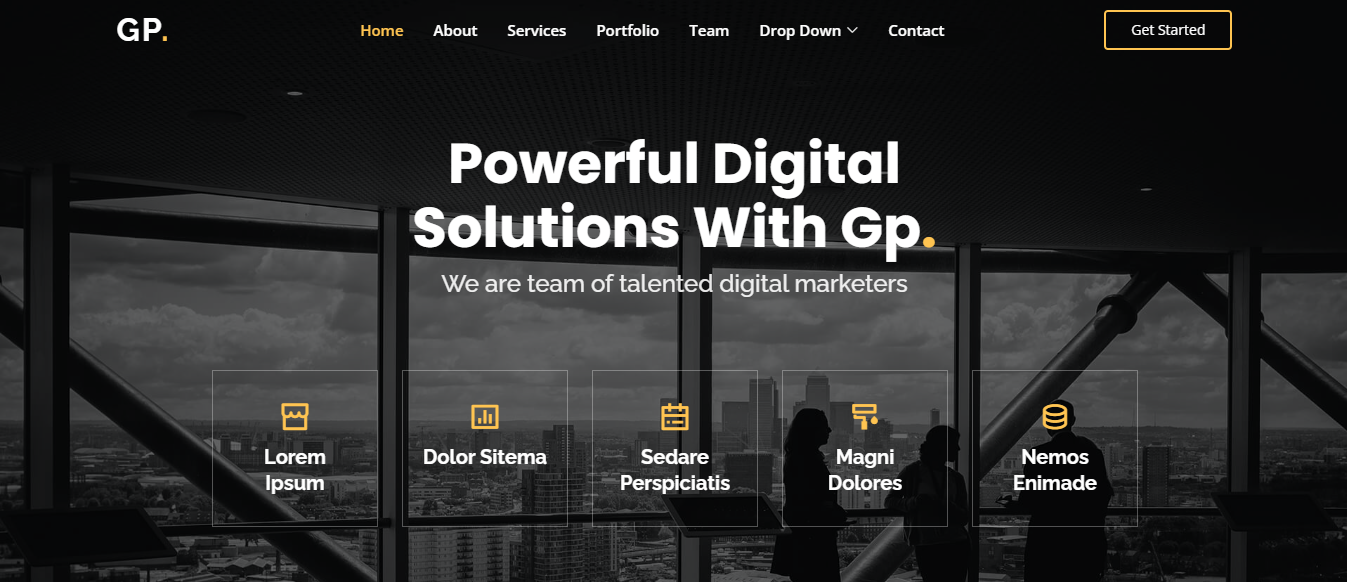 GP.
Home About Services Portfolio Team Drop Down Contact
Get Started
Powerful Digital
Solutions With Gp.
We are team of talented digital marketers
Lorem
Ipsum
Dolor Sitema
Sedare
Perspiciatis
Magni
Dolores
Nemos
Enimade